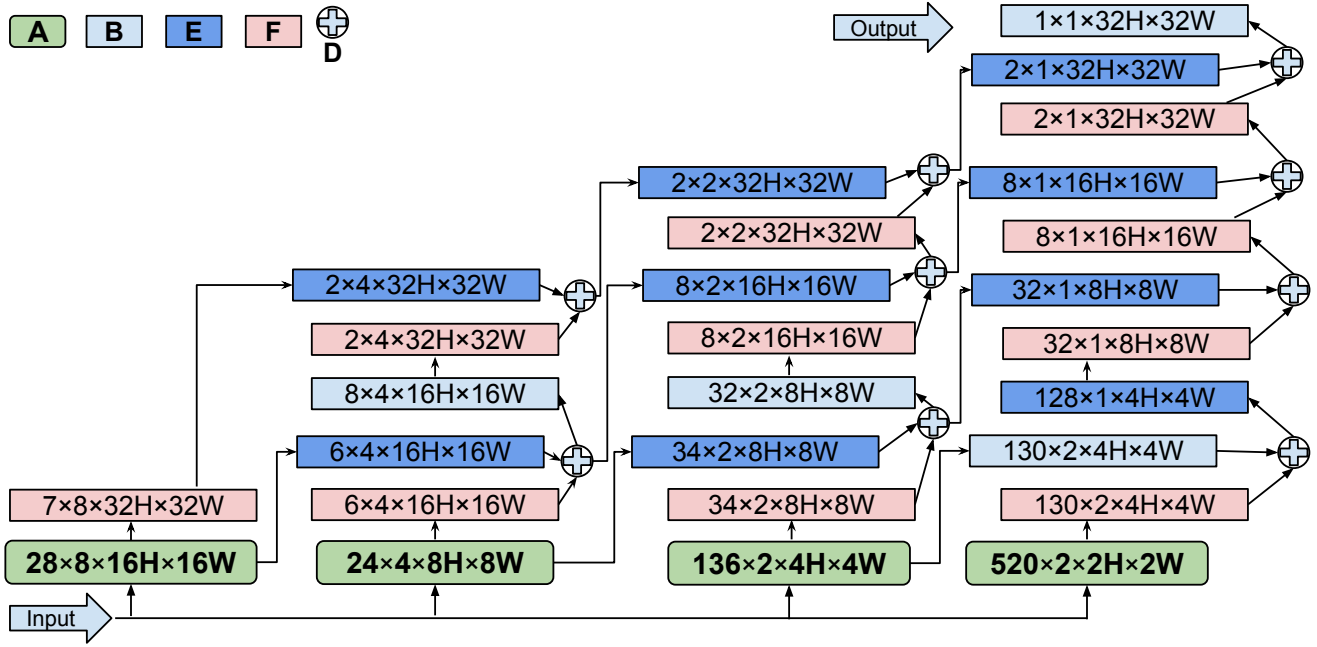 A B E F
D
Output
1×1×32H×32W
2×1×32H×32W
2×1×32H×32W
2×2×32H×32W
8×1×16H×16W
2×2×32H×32W
8×1×16H×16W
2×4×32H×32W
8×2×16H×16W
32×1×8H×8W
2×4×32H×32W
8×2×16H×16W
32×1×8H×8W
8×4×16H×16W
32×2×8H×8W
128×1×4H×4W
6×4×16H×16W
34×2×8H×8W
130×2×4H×4W
7×8×32H×32W
6×4×16H×16W
34×2×8H×8W
130×2×4H×4W
28×8×16H×16W
24×4×8H×8W
136×2×4H×4W
520×2×2H×2W
Input